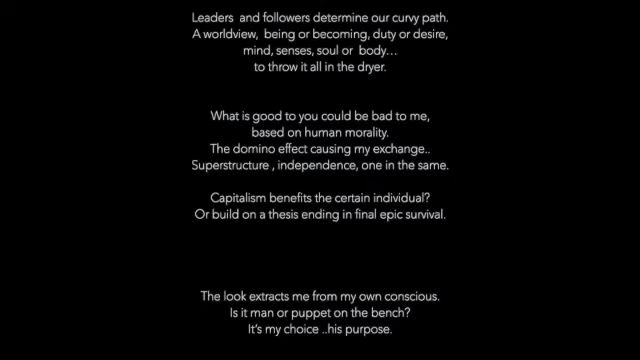 Leaders  and followers determine our curvy path.
A worldview,  being or becoming, duty or desire,
mind, senses, soul or  body…
to throw it all in the dryer.
What is good to you could be bad to me,
based on human morality.
The domino effect causing my exchange..
Superstructure , independence, one in the same.
Capitalism benefits the certain individual?
Or build on a thesis ending in final epic survival.
The look extracts me from my own conscious.
Is it man or puppet on the bench?
It’s my choice ..his purpose.